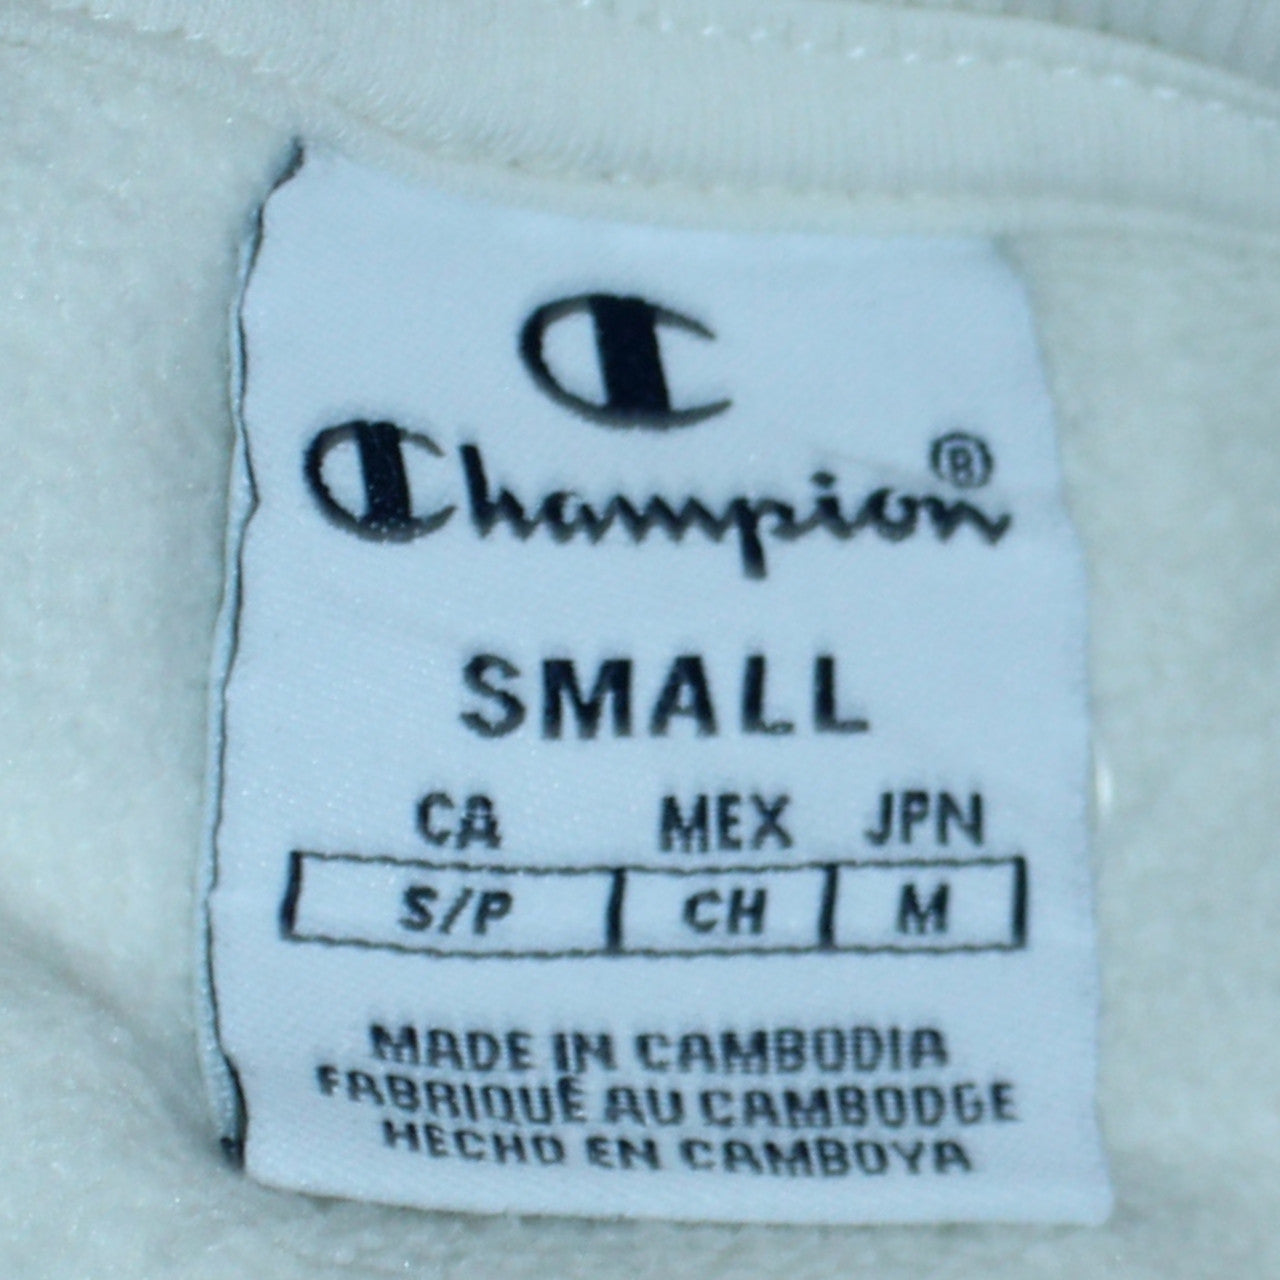 Champion®
SMALL
CA MEX JPN
S/P CH M
MADE IN CAMBODIA
FABRIQUÉ AU CAMBODGE
HECHO EN CAMBOYA